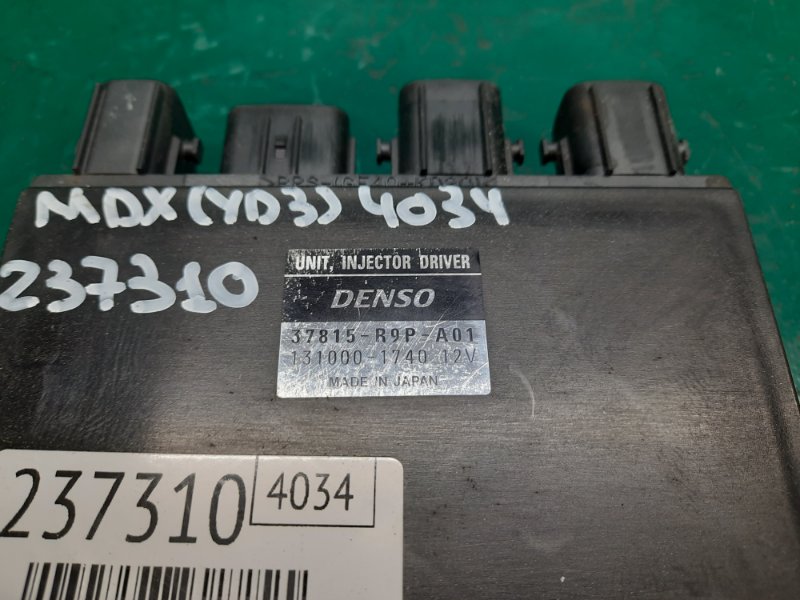 MDX(YD3) 4034
237310
UNIT, INJECTOR DRIVER
DENSO
37815-R9P-A01
131000-1740 12V
MADE IN JAPAN
237310 4034